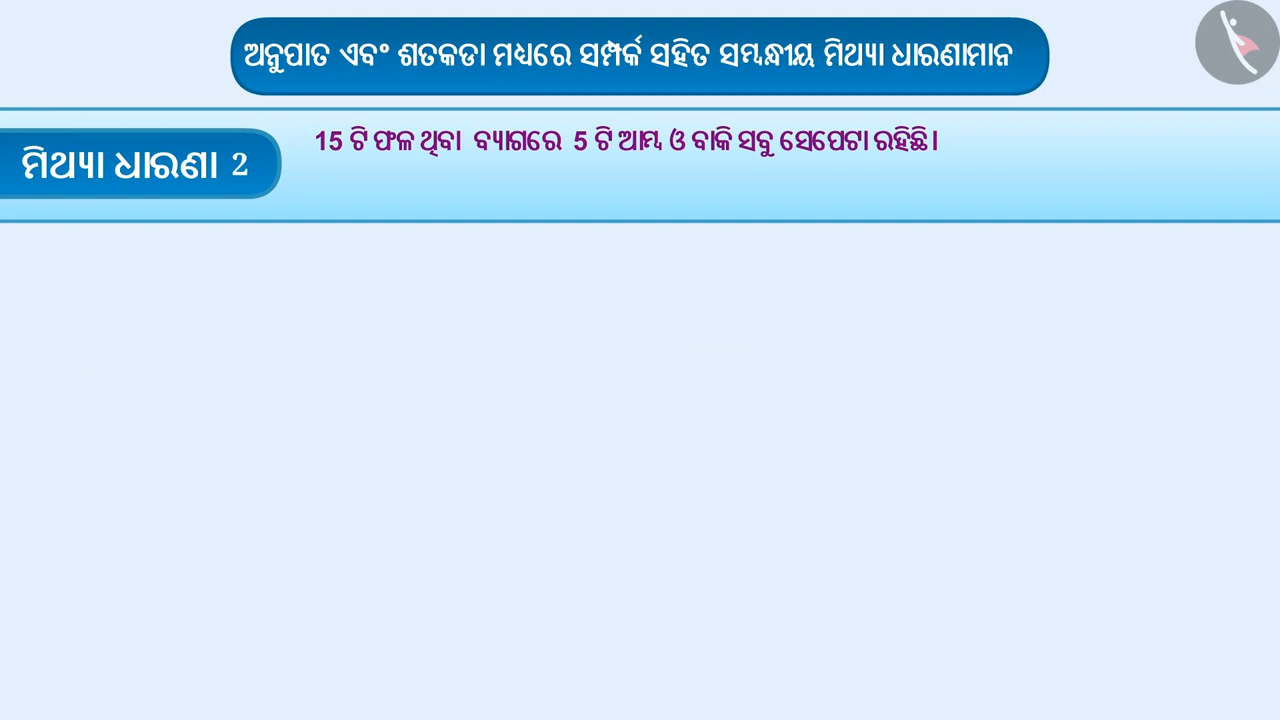 ଅନୁପାତ ଏବଂ ଶତକଡା ମଧ୍ୟରେ ସମ୍ପର୍କ ସହିତ ସମ୍ବନ୍ଧୀୟ ମିଥ୍ୟା ଧାରଣାମାନ
15 ଟି ଫଳ ଥିବା ବ୍ୟାଗରେ 5 ଟି ଆମ୍ବ ଓ ବାକି ସବୁ ସେପେଟା ରହିଛି।
ମିଥ୍ୟା ଧାରଣା 2